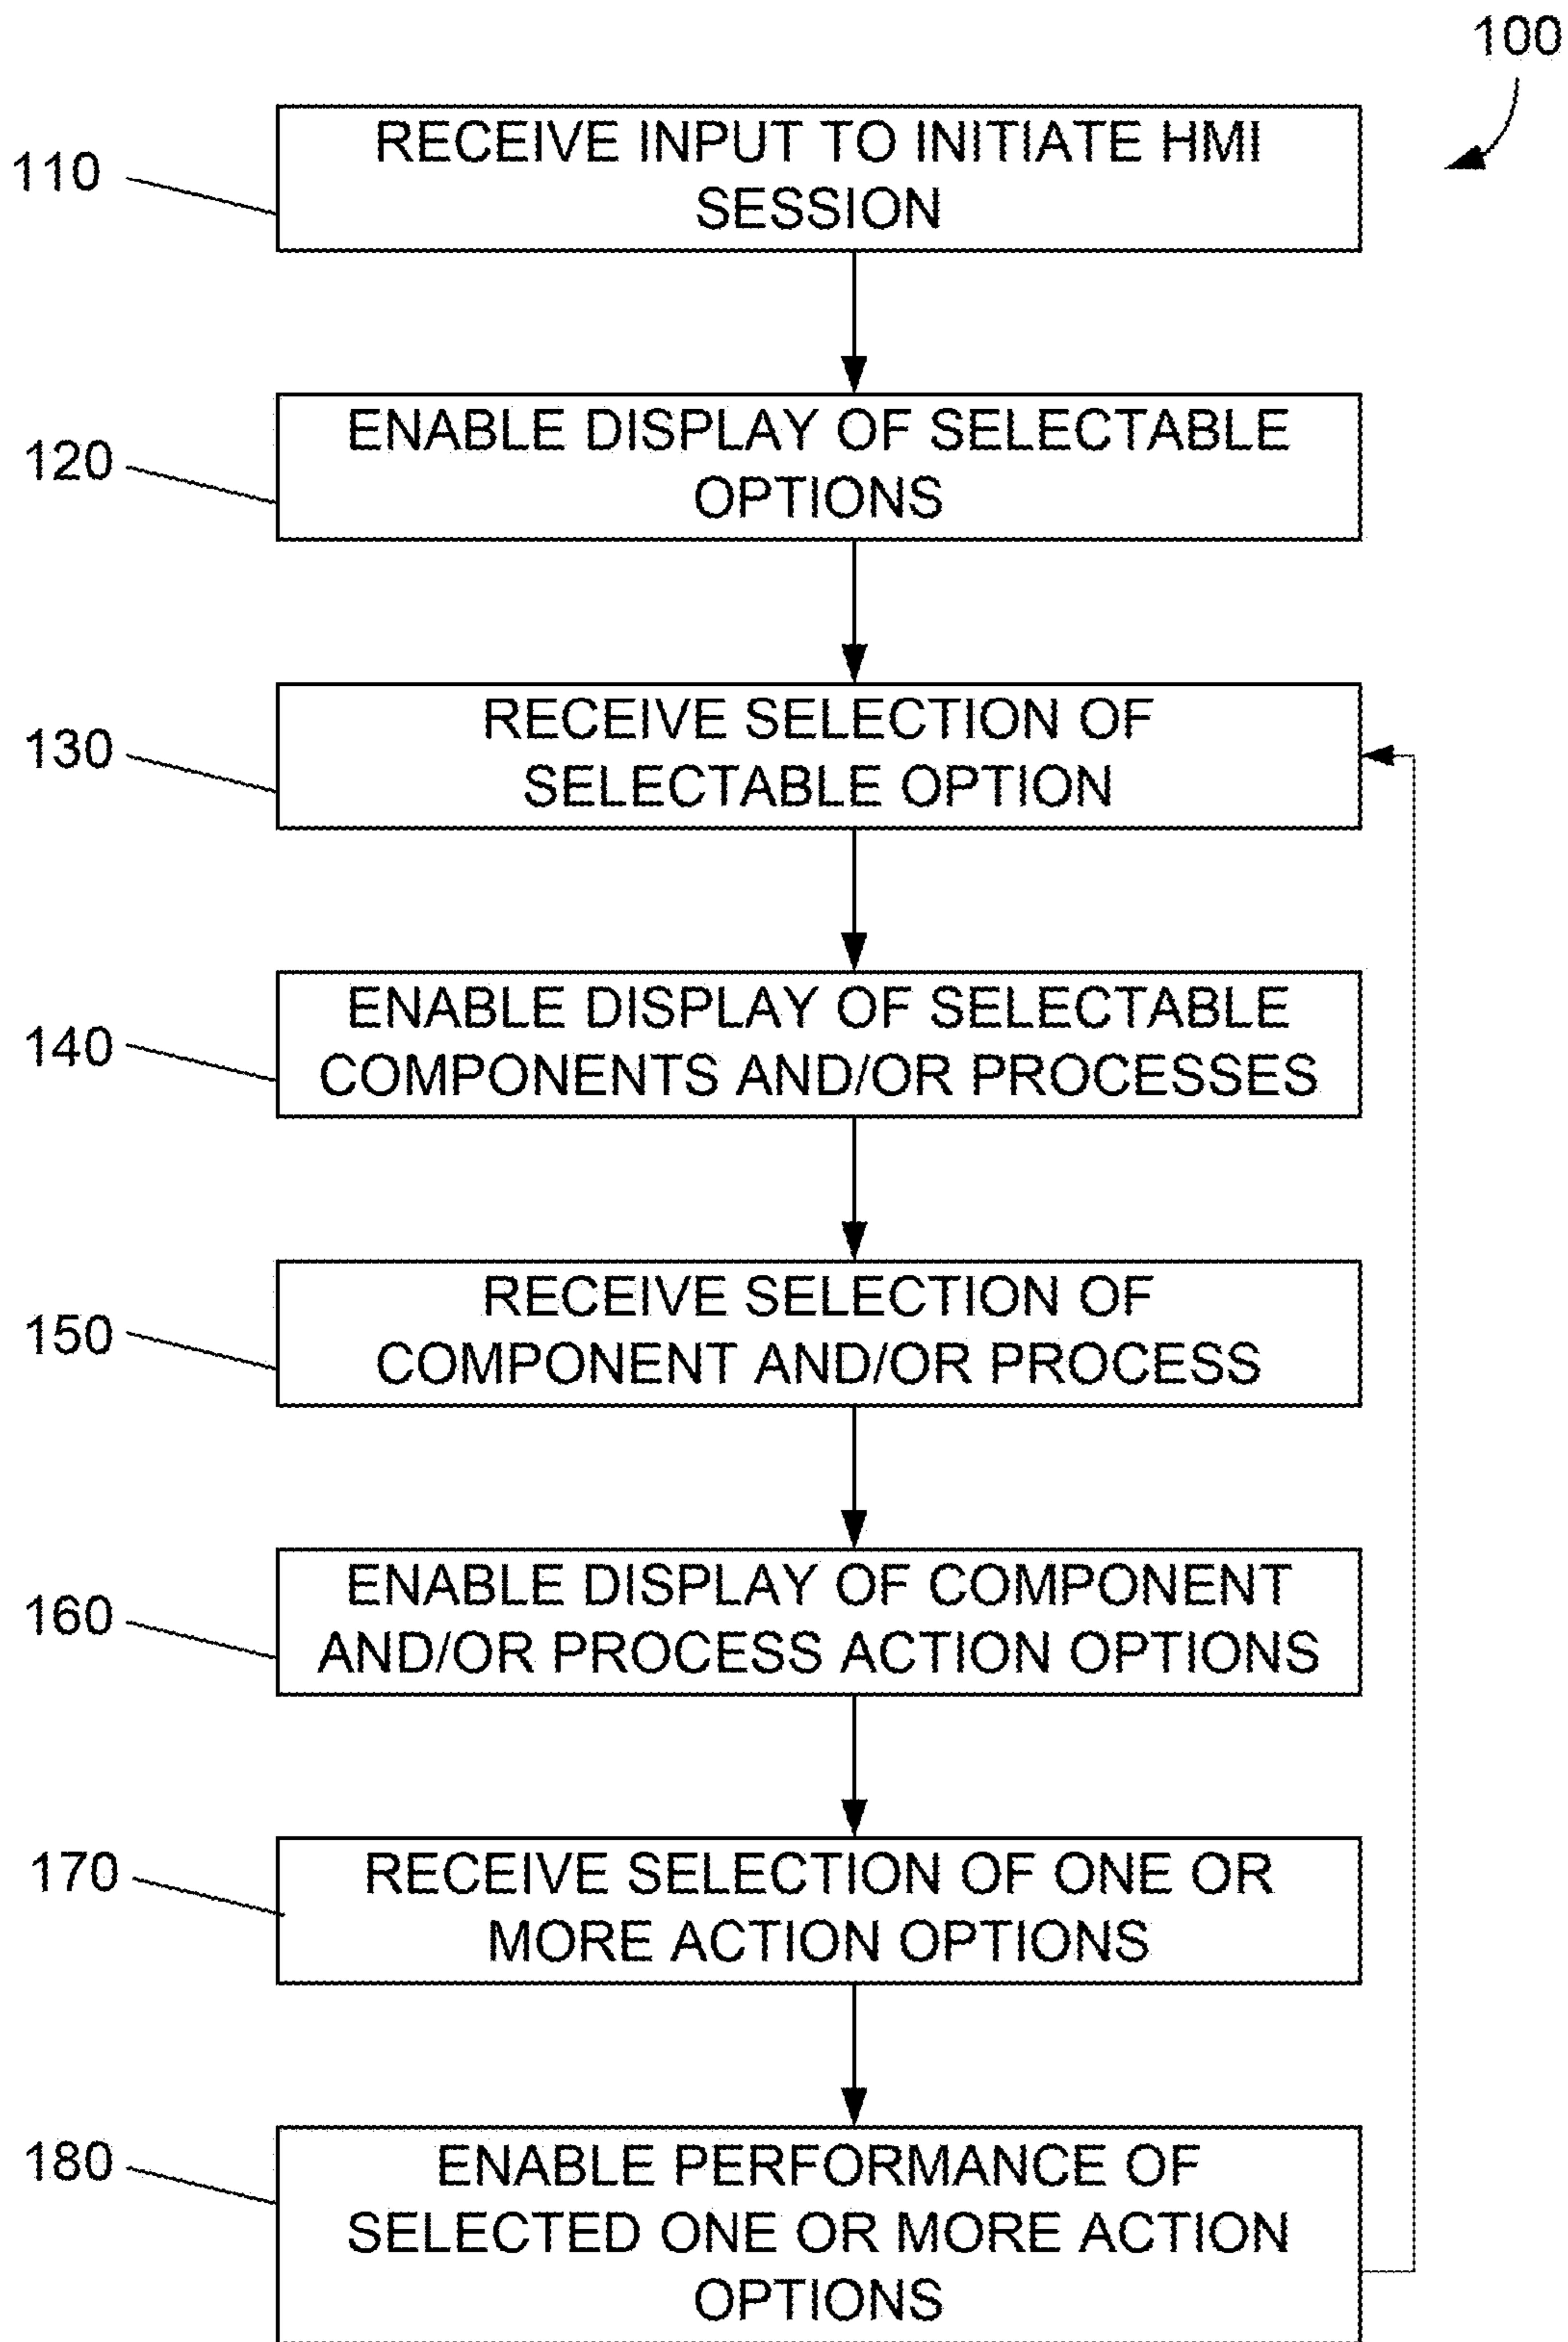 100
110
RECEIVE INPUT TO INITIATE HMI
SESSION
120
ENABLE DISPLAY OF SELECTABLE
OPTIONS
130
RECEIVE SELECTION OF
SELECTABLE OPTION
140
ENABLE DISPLAY OF SELECTABLE
COMPONENTS AND/OR PROCESSES
150
RECEIVE SELECTION OF
COMPONENT AND/OR PROCESS
160
ENABLE DISPLAY OF COMPONENT
AND/OR PROCESS ACTION OPTIONS
170
RECEIVE SELECTION OF ONE OR
MORE ACTION OPTIONS
180
ENABLE PERFORMANCE OF
SELECTED ONE OR MORE ACTION
OPTIONS